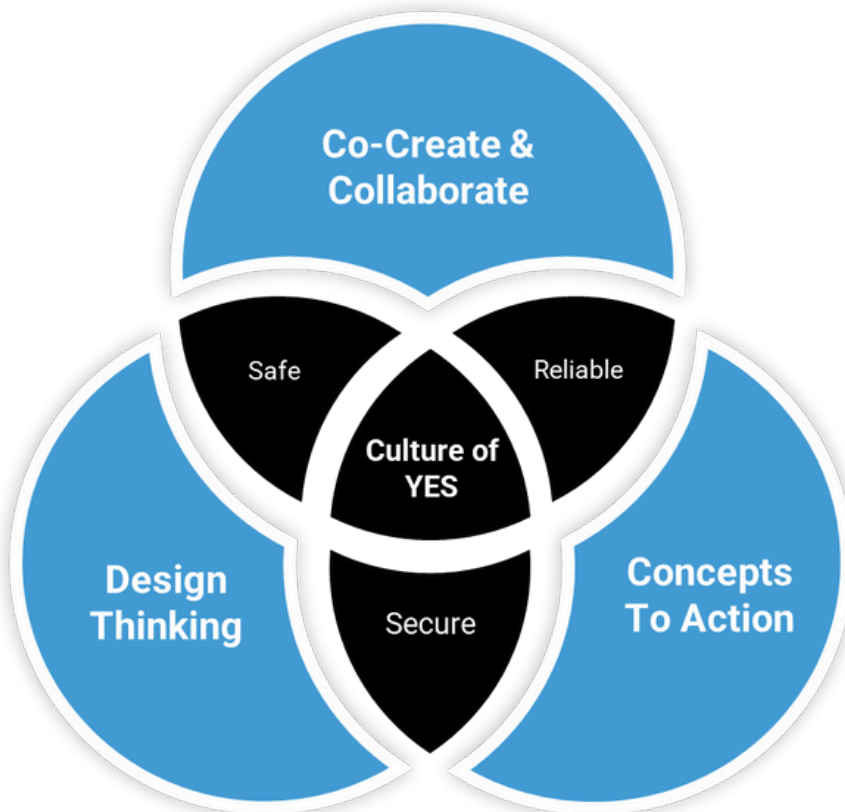 Co-Create &
Collaborate
Safe
Reliable
Culture of
YES
Design
Thinking
Concepts
To Action
Secure